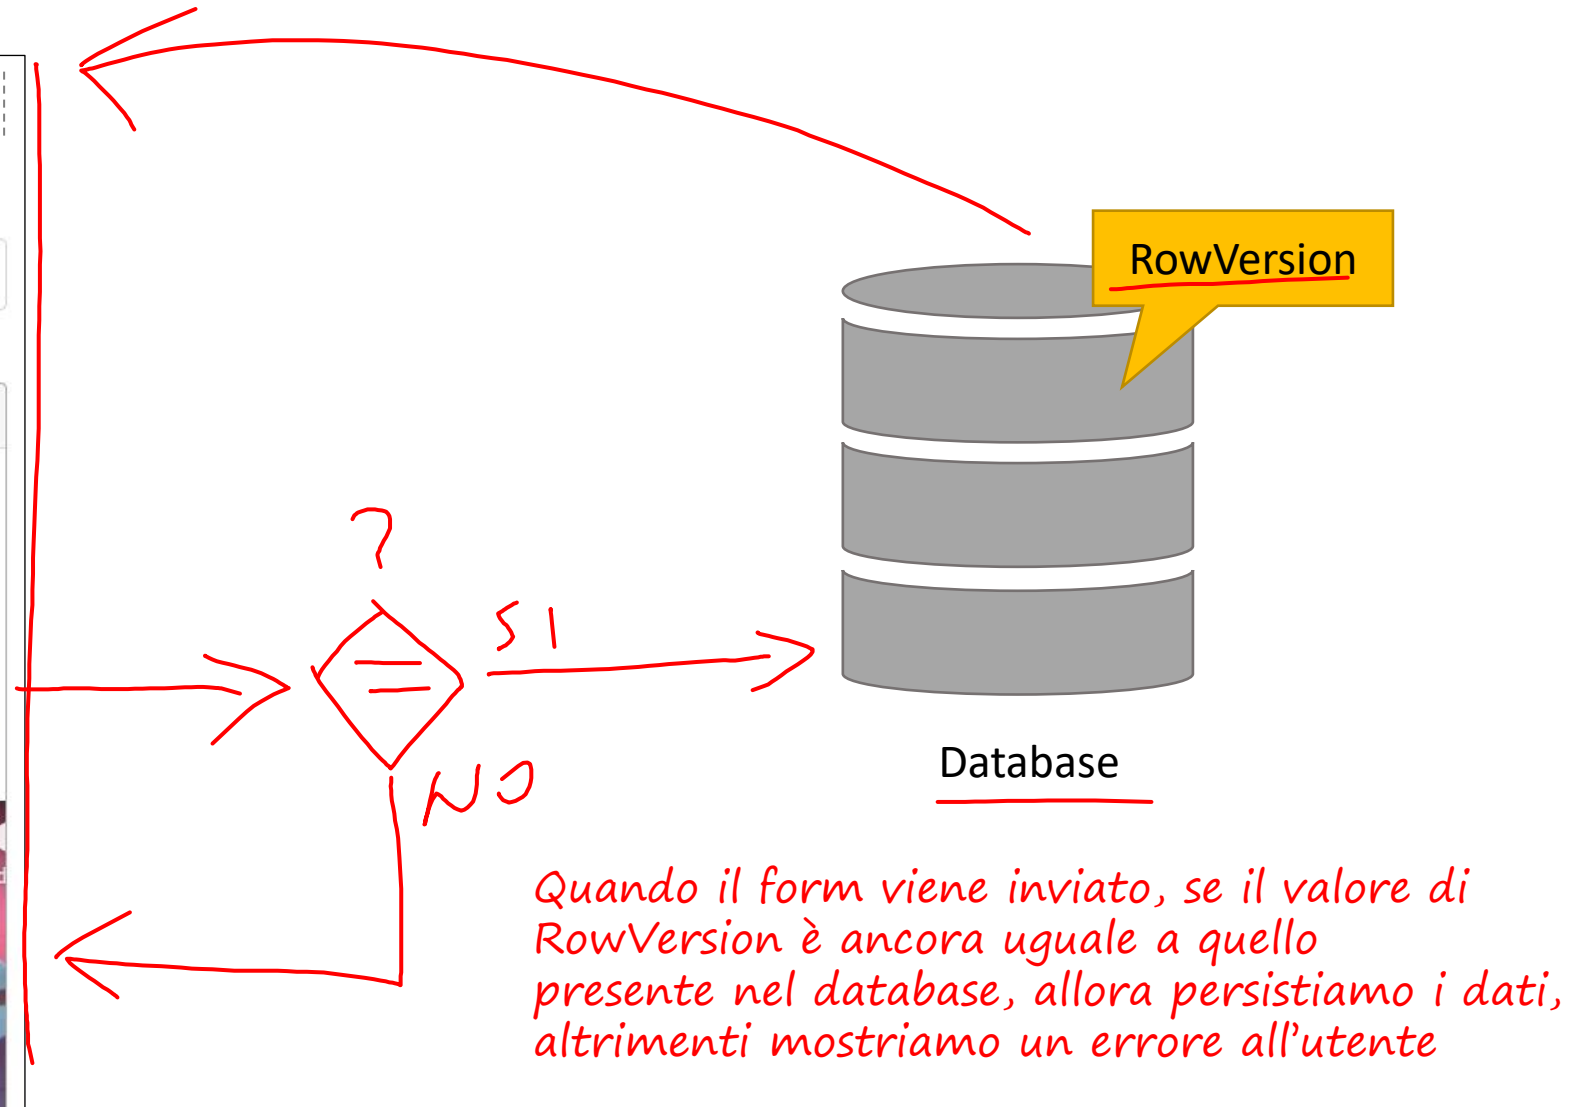 RowVersion
?
=
SI
NO
Database
Quando il form viene inviato, se il valore di
RowVersion è ancora uguale a quello
presente nel database, allora persistiamo i dati,
altrimenti mostriamo un errore all'utente